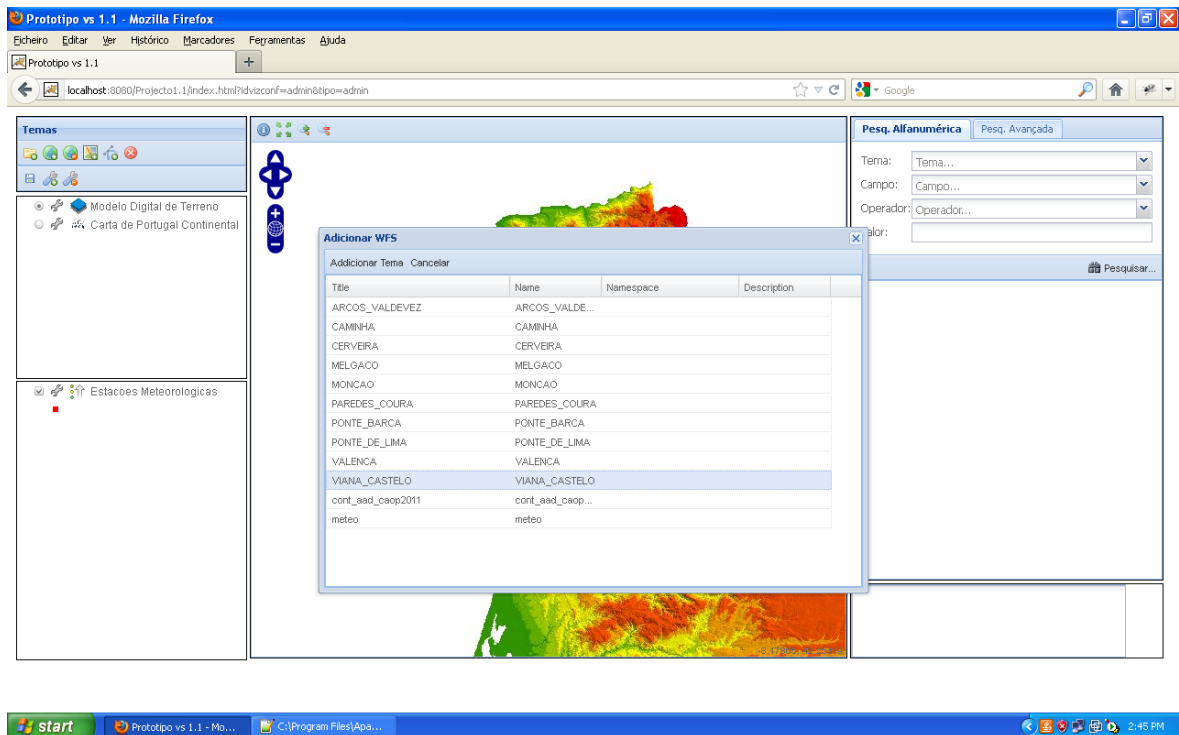 Prototipo vs 1.1 - Mozilla Firefox
Ficheiro Editar Ver Histórico Marcadores Ferramentas Ajuda
Prototipo vs 1.1
localhost:8080/Projecto1.1/index.html?idvizconf=admin&tipo=admin
Google
Temas
Modelo Digital de Terreno
Carta de Portugal Continental
Estacoes Meteorologicas
Pesq. Alfanumérica Pesq. Avançada
Tema: Tema...
Campo: Campo...
Operador: Operador...
alor:
Pesquisar...
Adicionar WFS
Addicionar Tema Cancelar
Title Name Namespace Description
ARCOS_VALDEVEZ ARCOS_VALDE...
CAMINHA CAMINHA
CERVEIRA CERVEIRA
MELGACO MELGACO
MONCAO MONCAO
PAREDES_COURA PAREDES_COURA
PONTE_BARCA PONTE_BARCA
PONTE_DE_LIMA PONTE_DE_LIMA
VALENCA VALENCA
VIANA_CASTELO VIANA_CASTELO
cont_aad_caop2011 cont_aad_caop...
meteo meteo
start Prototipo vs 1.1 - Mo... C:\Program Files\Apa... 2:45 PM